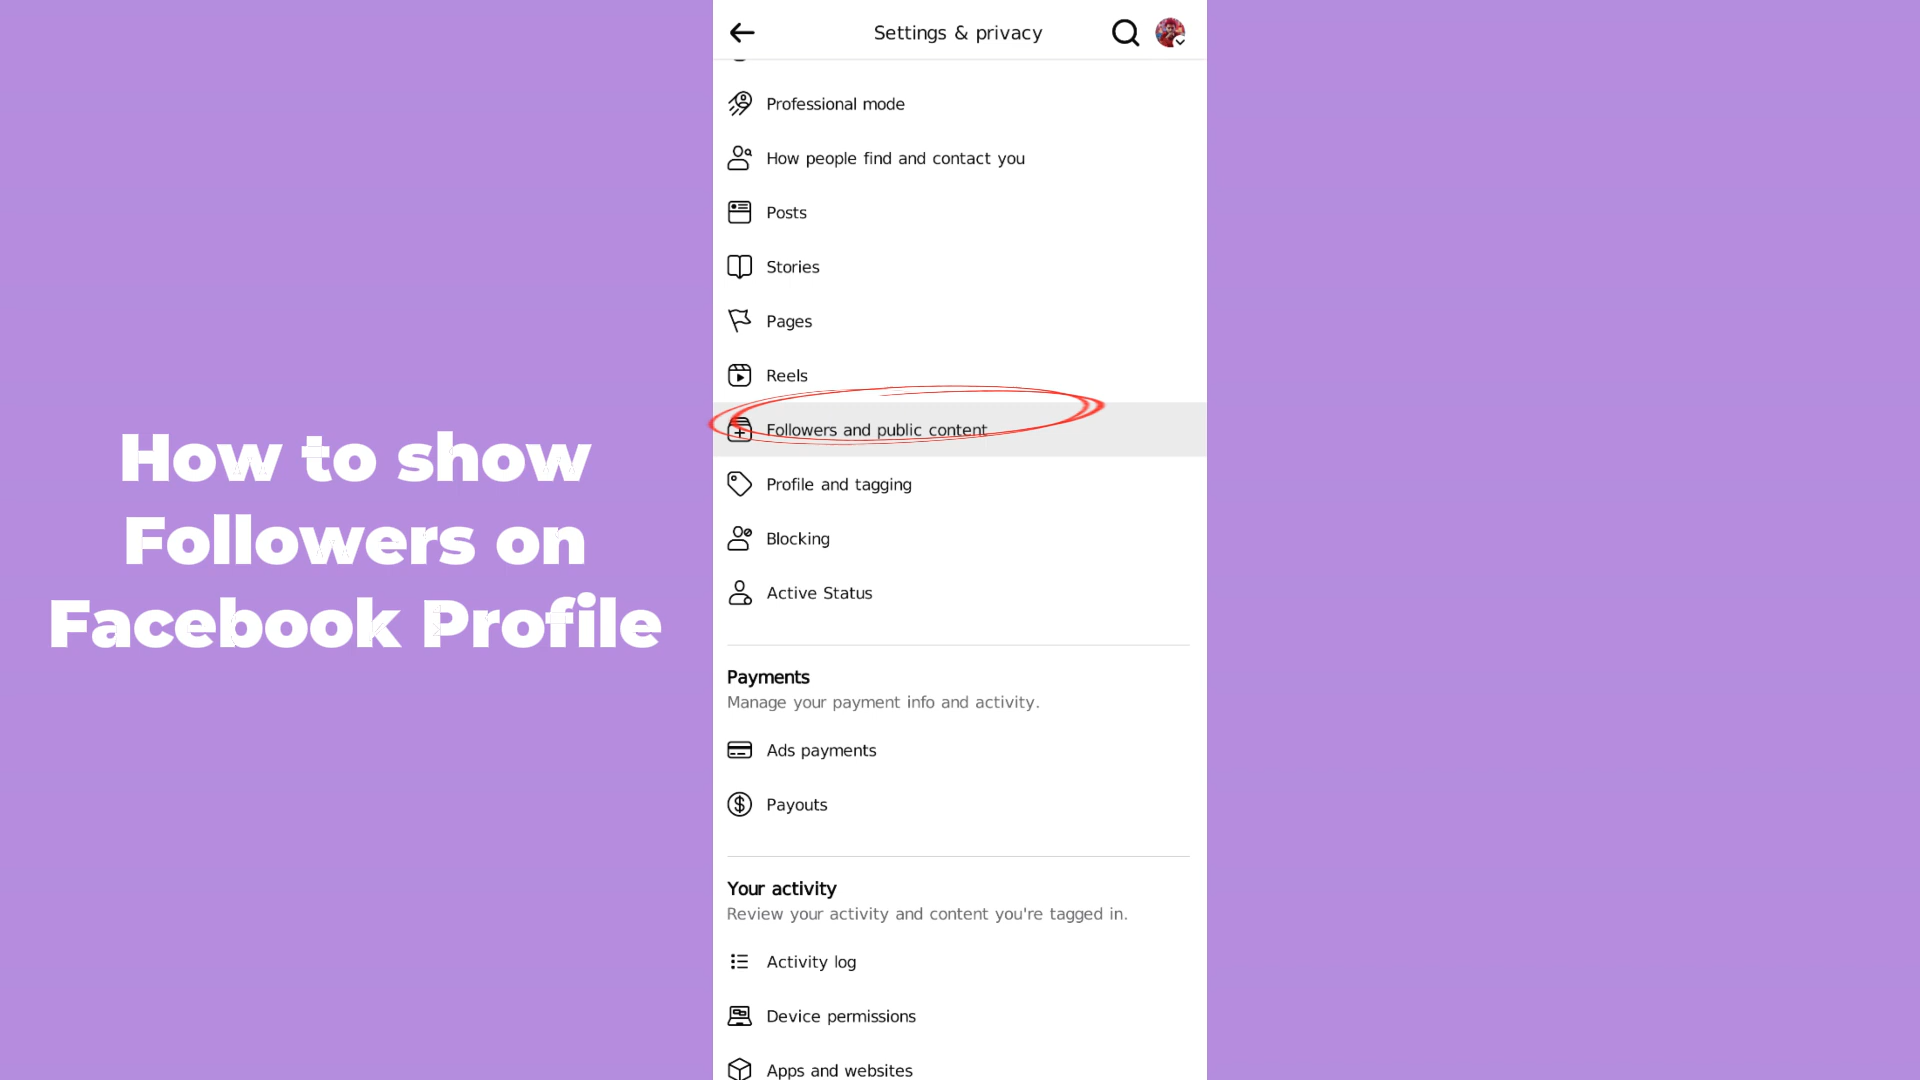 How to show
Followers on
Facebook Profile
Settings & privacy
Professional mode
How people find and contact you
Posts
Stories
Pages
Reels
Followers and public content
Profile and tagging
Blocking
Active Status
Payments
Manage your payment info and activity.
Ads payments
Payouts
Your activity
Review your activity and content you're tagged in.
Activity log
Device permissions
Apps and websites